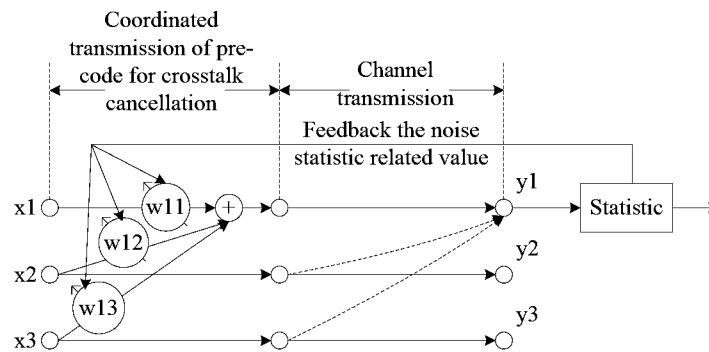 Coordinated
transmission of pre-
code for crosstalk
cancellation
Channel
transmission
Feedback the noise
statistic related value
x1
w11
+
y1
Statistic
w12
x2
y2
w13
x3
y3